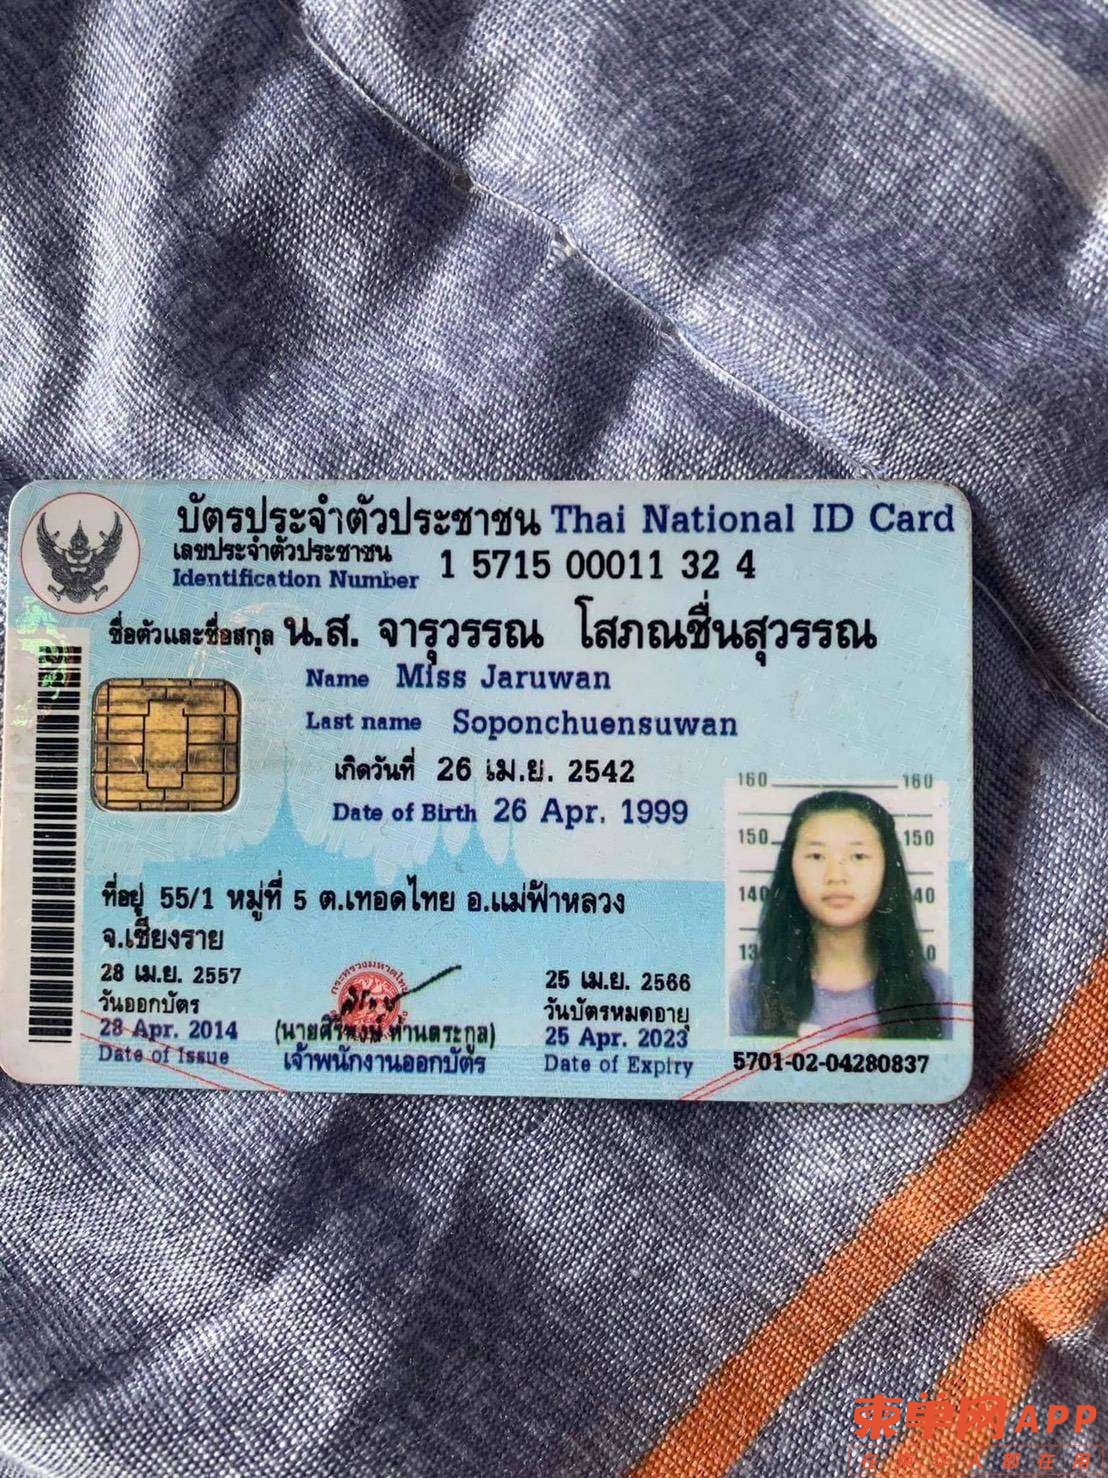 บัตรประจำตัวประชาชน Thai National ID Card
เลขประจำตัวประชาชน
Identification Number 1 5715 00011 32 4
ชื่อตัวและชื่อสกุล น.ส. จารุวรรณ โสภณชื่นสุวรรณ
Name Miss Jaruwan
Last name Soponchuensuwan
เกิดวันที่ 26 เม.ย. 2542
Date of Birth 26 Apr. 1999
160 160
150 150
140 40
13 0
ที่อยู่ 55/1 หมู่ที่ 5 ต.เทอดไทย อ.แม่ฟ้าหลวง
จ.เชียงราย
28 เม.ย. 2557
วันออกบัตร
28 Apr. 2014
Date of Issue
เจ้าพนักงานออกบัตร
25 เม.ย. 2566
วันบัตรหมดอายุ
25 Apr. 2023
Date of Expiry
5701-02-04280837
柬单网APP